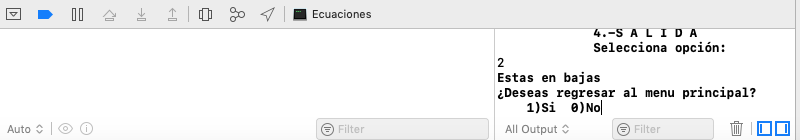 Ecuaciones
4.-S A L I D A
Selecciona opción:
2
Estas en bajas
¿Deseas regresar al menu principal?
1)Si 0)No
Auto
Filter
All Output
Filter